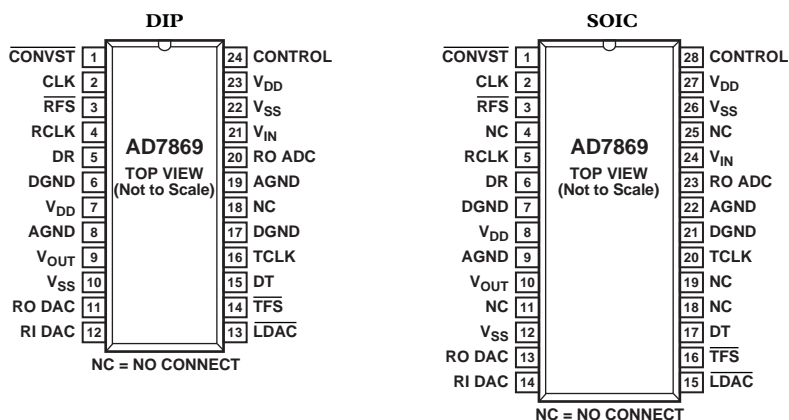 DIP
SOIC
CONVST 1 24 CONTROL
CLK 2 23 VDD
RFS 3 22 VSS
RCLK 4 21 VIN
DR 5 20 RO ADC
DGND 6 19 AGND
VDD 7 18 NC
AGND 8 17 DGND
VOUT 9 16 TCLK
VSS 10 15 DT
RO DAC 11 14 TFS
RI DAC 12 13 LDAC
AD7869
TOP VIEW
(Not to Scale)
NC = NO CONNECT
CONVST 1 28 CONTROL
CLK 2 27 VDD
RFS 3 26 VSS
NC 4 25 NC
RCLK 5 24 VIN
DR 6 23 RO ADC
DGND 7 22 AGND
VDD 8 21 DGND
AGND 9 20 TCLK
VOUT 10 19 NC
NC 11 18 NC
VSS 12 17 DT
RO DAC 13 16 TFS
RI DAC 14 15 LDAC
AD7869
TOP VIEW
(Not to Scale)
NC = NO CONNECT